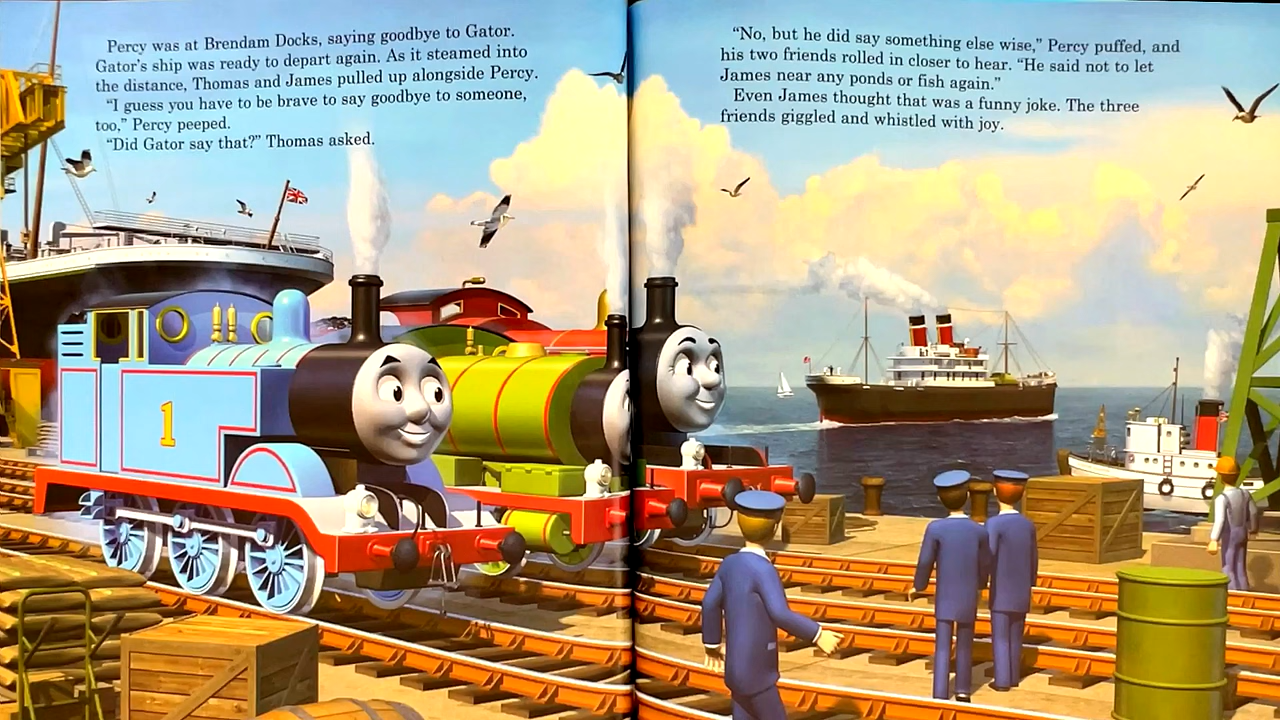 Percy was at Brendam Docks, saying goodbye to Gator.
Gator's ship was ready to depart again. As it steamed into
the distance, Thomas and James pulled up alongside Percy.
"I guess you have to be brave to say goodbye to someone,
too," Percy peeped.
"Did Gator say that?" Thomas asked.
"No, but he did say something else wise," Percy puffed, and
his two friends rolled in closer to hear. "He said not to let
James near any ponds or fish again."
Even James thought that was a funny joke. The three
friends giggled and whistled with joy.
1